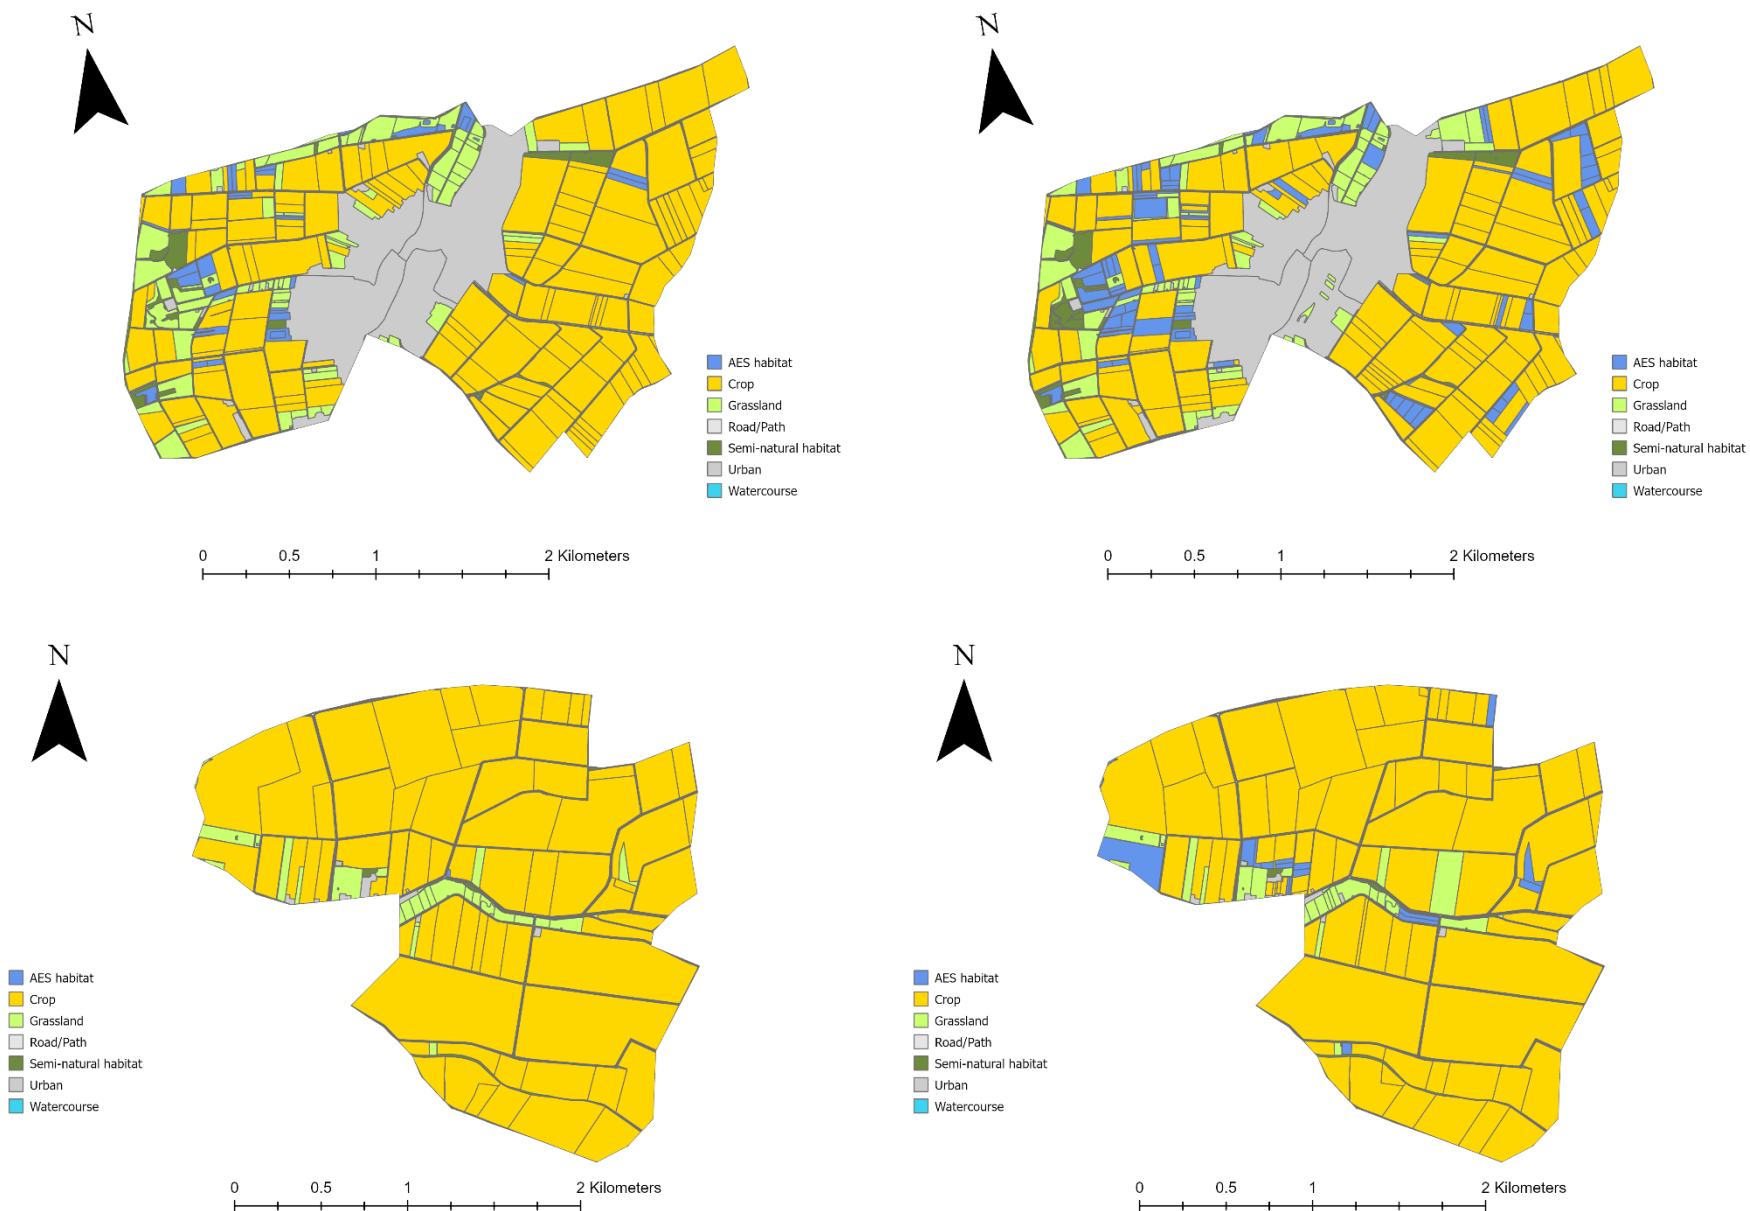 N
AES habitat
Crop
Grassland
Road/Path
Semi-natural habitat
Urban
Watercourse
0 0.5 1 2 Kilometers
N
AES habitat
Crop
Grassland
Road/Path
Semi-natural habitat
Urban
Watercourse
0 0.5 1 2 Kilometers
N
AES habitat
Crop
Grassland
Road/Path
Semi-natural habitat
Urban
Watercourse
0 0.5 1 2 Kilometers
N
AES habitat
Crop
Grassland
Road/Path
Semi-natural habitat
Urban
Watercourse
0 0.5 1 2 Kilometers